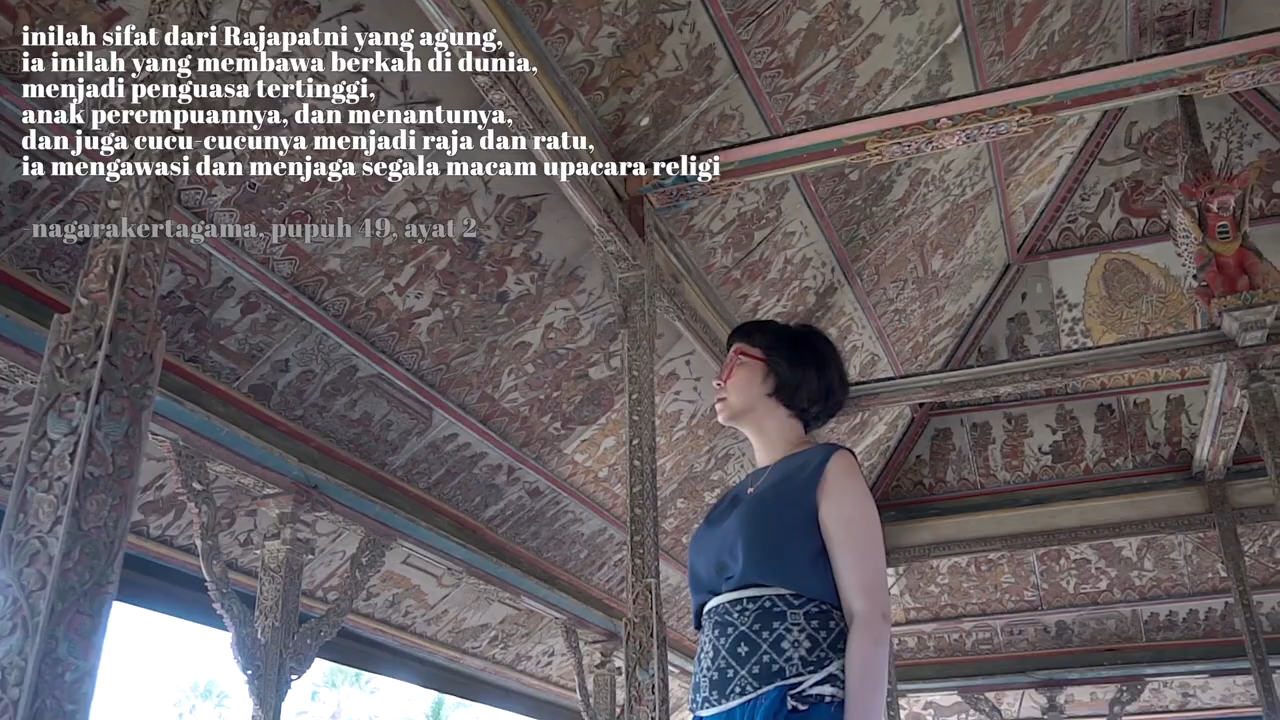 inilah sifat dari Rajapatni yang agung,
ia inilah yang membawa berkah di dunia,
menjadi penguasa tertinggi,
anak perempuannya, dan menantunya,
dan juga cucu-cucunya menjadi raja dan ratu,
ia mengawasi dan menjaga segala macam upacara religi
-nagarakertagama, pupuh 49, ayat 2